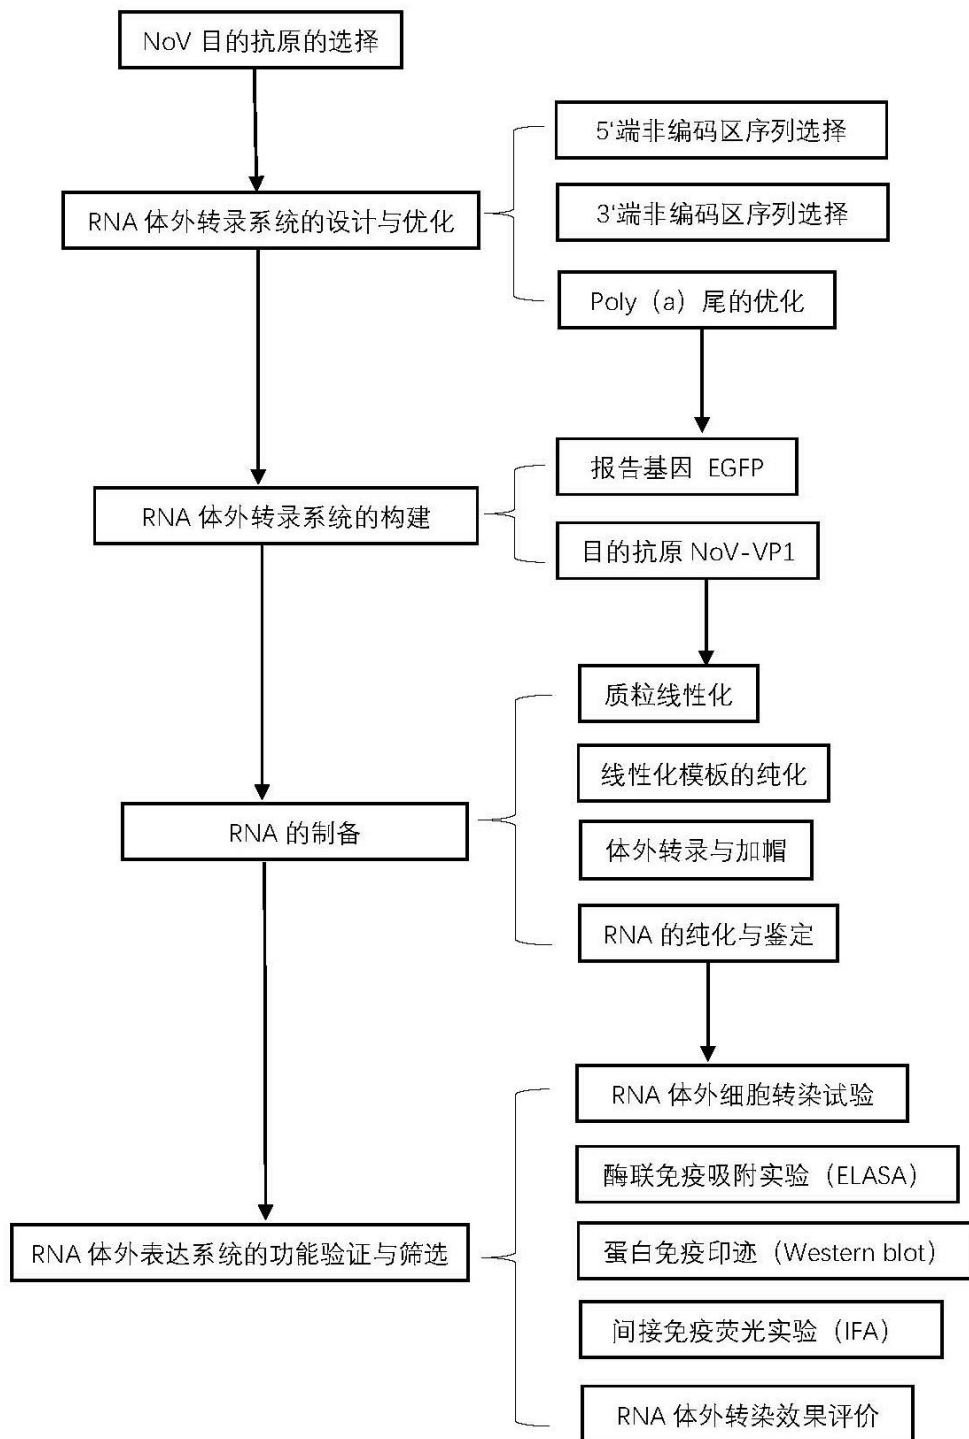 NoV 目的抗原的选择
5‘端非编码区序列选择
RNA 体外转录系统的设计与优化
3‘端非编码区序列选择
Poly（a）尾的优化
报告基因 EGFP
RNA 体外转录系统的构建
目的抗原 NoV-VP1
质粒线性化
线性化模板的纯化
RNA 的制备
体外转录与加帽
RNA 的纯化与鉴定
RNA 体外细胞转染试验
酶联免疫吸附实验（ELASA）
RNA 体外表达系统的功能验证与筛选
蛋白免疫印迹（Western blot）
间接免疫荧光实验（IFA）
RNA 体外转染效果评价